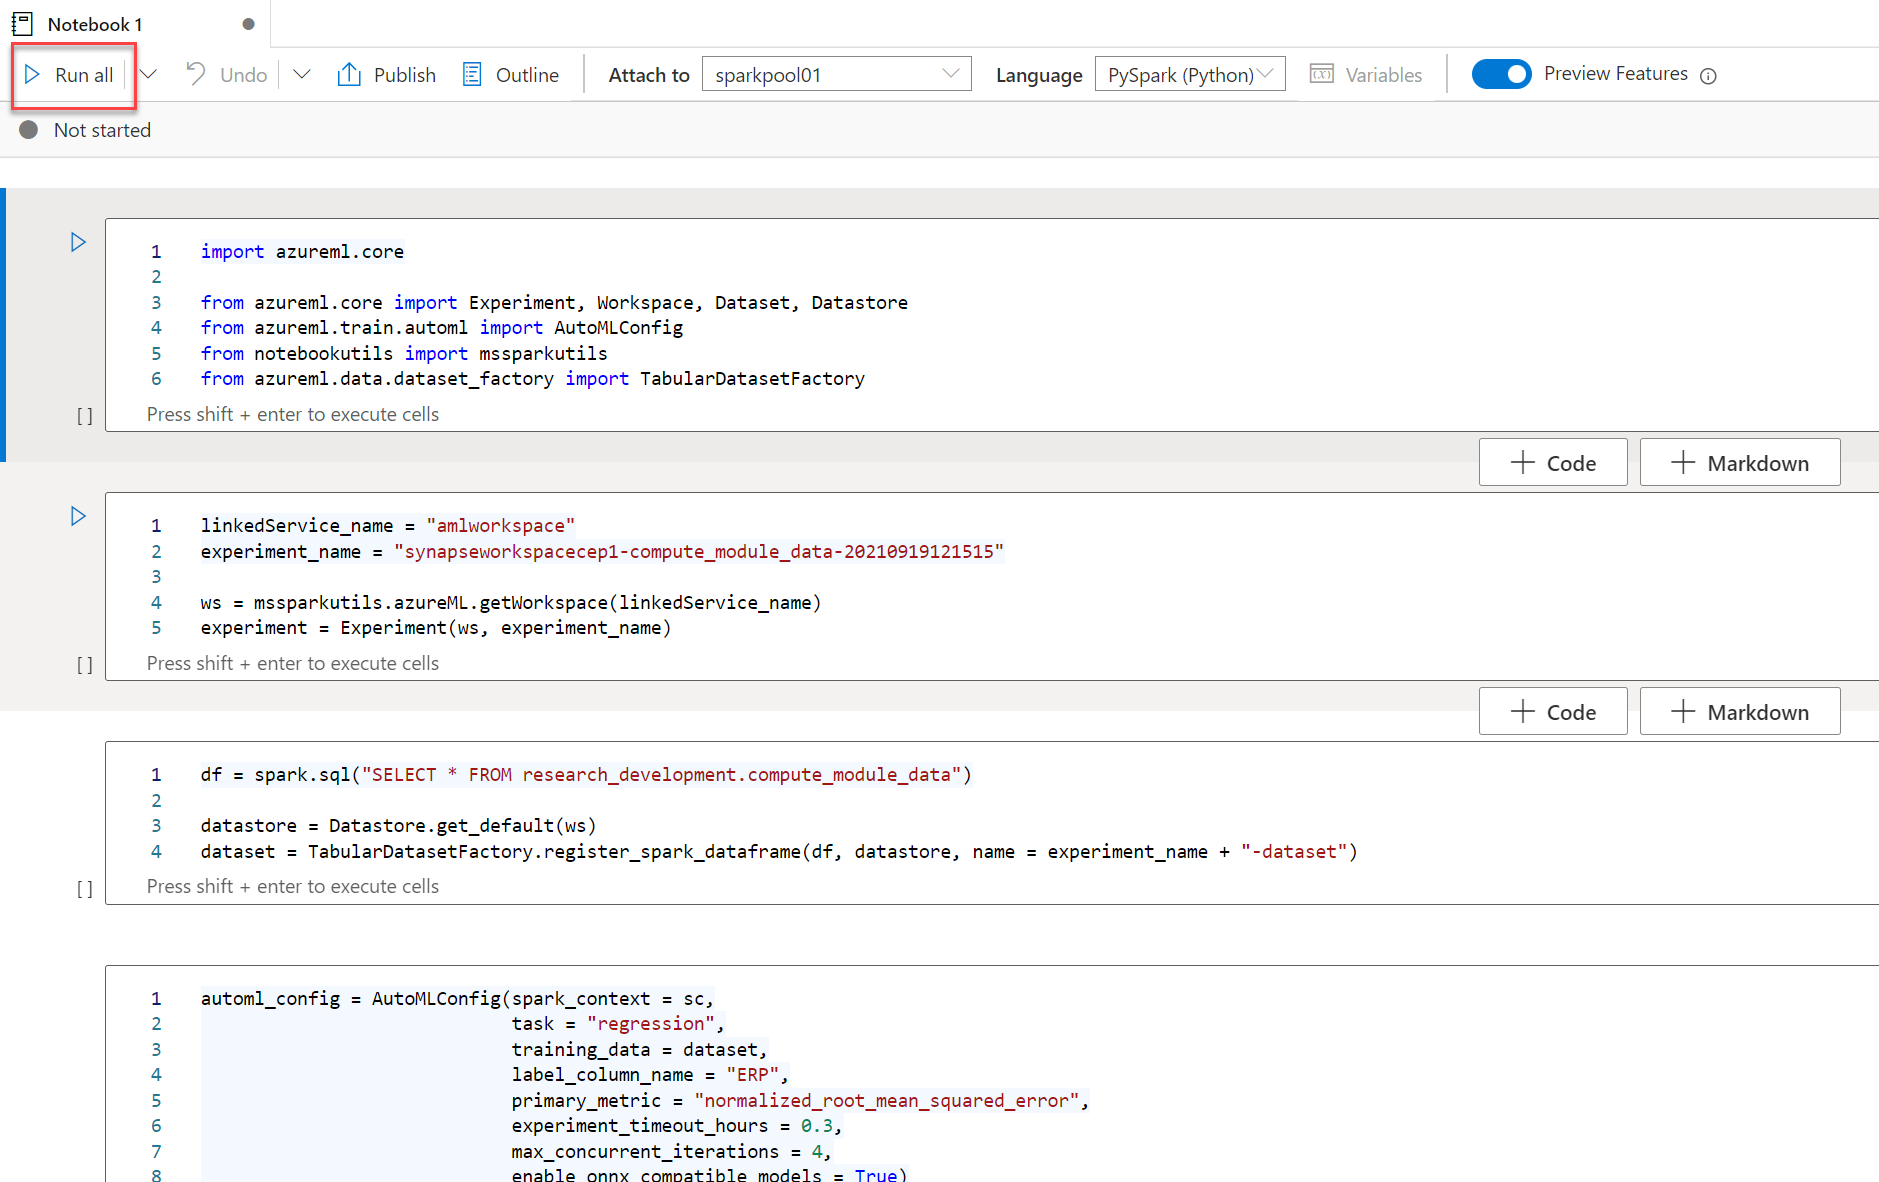 Notebook 1
Run all Undo Publish Outline Attach to sparkpool01 Language PySpark (Python) Variables Preview Features
Not started
1 import azureml.core
2
3 from azureml.core import Experiment, Workspace, Dataset, Datastore
4 from azureml.train.automl import AutoMLConfig
5 from notebookutils import mssparkutils
6 from azureml.data.dataset_factory import TabularDatasetFactory
[ ] Press shift + enter to execute cells
+ Code + Markdown
1 linkedService_name = "amlworkspace"
2 experiment_name = "synapseworkspacecep1-compute_module_data-20210919121515"
3
4 ws = mssparkutils.azureML.getWorkspace(linkedService_name)
5 experiment = Experiment(ws, experiment_name)
[ ] Press shift + enter to execute cells
+ Code + Markdown
1 df = spark.sql("SELECT * FROM research_development.compute_module_data")
2
3 datastore = Datastore.get_default(ws)
4 dataset = TabularDatasetFactory.register_spark_dataframe(df, datastore, name = experiment_name + "-dataset")
[ ] Press shift + enter to execute cells
1 automl_config = AutoMLConfig(spark_context = sc,
2 task = "regression",
3 training_data = dataset,
4 label_column_name = "ERP",
5 primary_metric = "normalized_root_mean_squared_error",
6 experiment_timeout_hours = 0.3,
7 max_concurrent_iterations = 4,
8 enable_onnx_compatible_models = True)